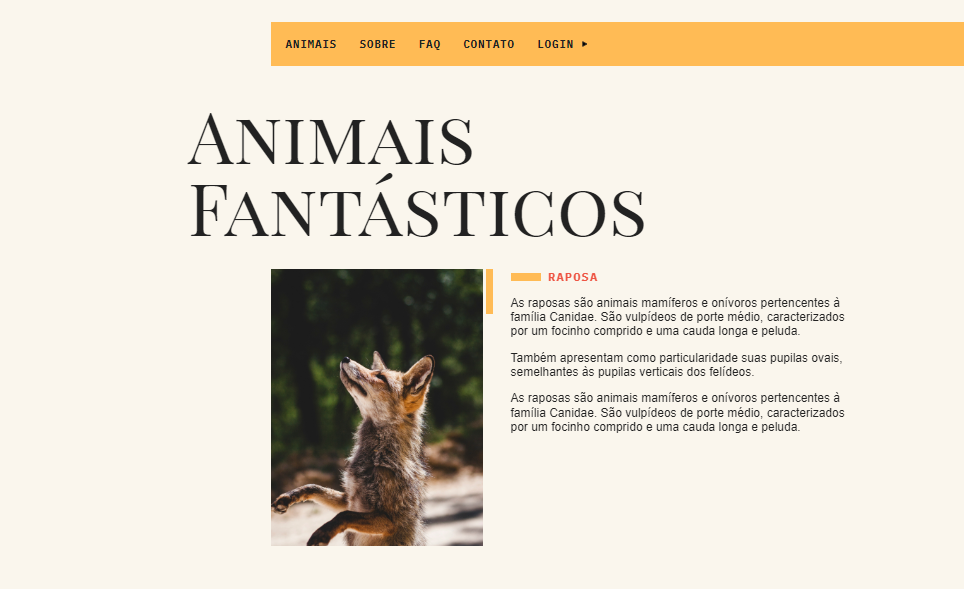 ANIMAIS SOBRE FAQ CONTATO LOGIN ▸
ANIMAIS
FANTÁSTICOS
RAPOSA
As raposas são animais mamíferos e onívoros pertencentes à
família Canidae. São vulpídeos de porte médio, caracterizados
por um focinho comprido e uma cauda longa e peluda.
Também apresentam como particularidade suas pupilas ovais,
semelhantes às pupilas verticais dos felídeos.
As raposas são animais mamíferos e onívoros pertencentes à
família Canidae. São vulpídeos de porte médio, caracterizados
por um focinho comprido e uma cauda longa e peluda.